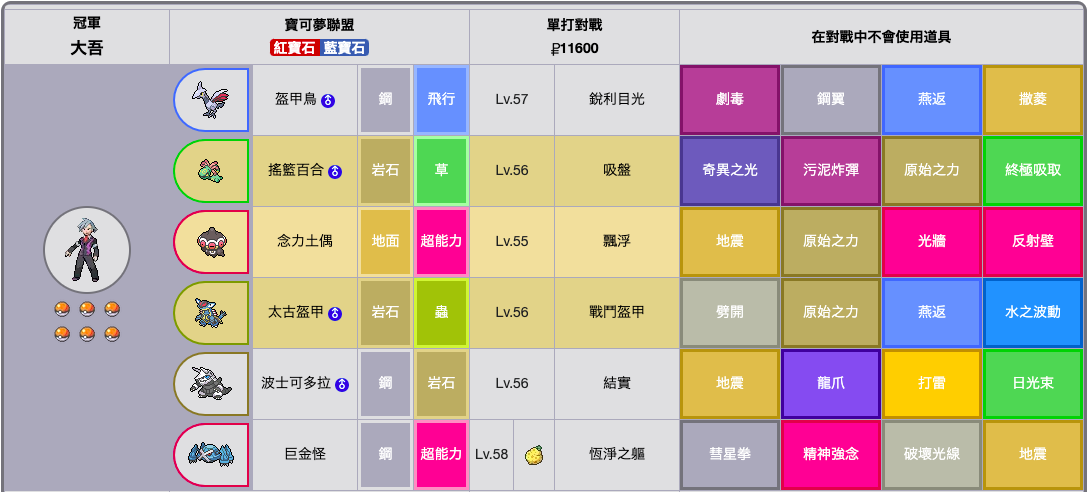 冠軍
大吾
寶可夢聯盟
紅寶石 藍寶石
單打對戰
₽11600
在對戰中不會使用道具
盔甲鳥♂ 鋼 飛行 Lv.57 銳利目光 劇毒 鋼翼 燕返 撒菱
搖籃百合♂ 岩石 草 Lv.56 吸盤 奇異之光 污泥炸彈 原始之力 終極吸取
念力土偶 地面 超能力 Lv.55 飄浮 地震 原始之力 光牆 反射壁
太古盔甲♂ 岩石 蟲 Lv.56 戰鬥盔甲 劈開 原始之力 燕返 水之波動
波士可多拉♂ 鋼 岩石 Lv.56 結實 地震 龍爪 打雷 日光束
巨金怪 鋼 超能力 Lv.58 恆淨之軀 彗星拳 精神強念 破壞光線 地震